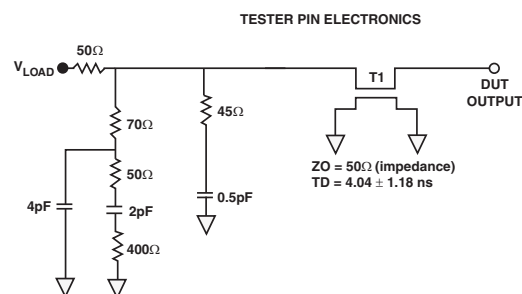 TESTER PIN ELECTRONICS
50Ω
VLOAD
T1
DUT
OUTPUT
70Ω
45Ω
50Ω
ZO = 50Ω (impedance)
TD = 4.04 ± 1.18 ns
4pF
2pF
0.5pF
400Ω